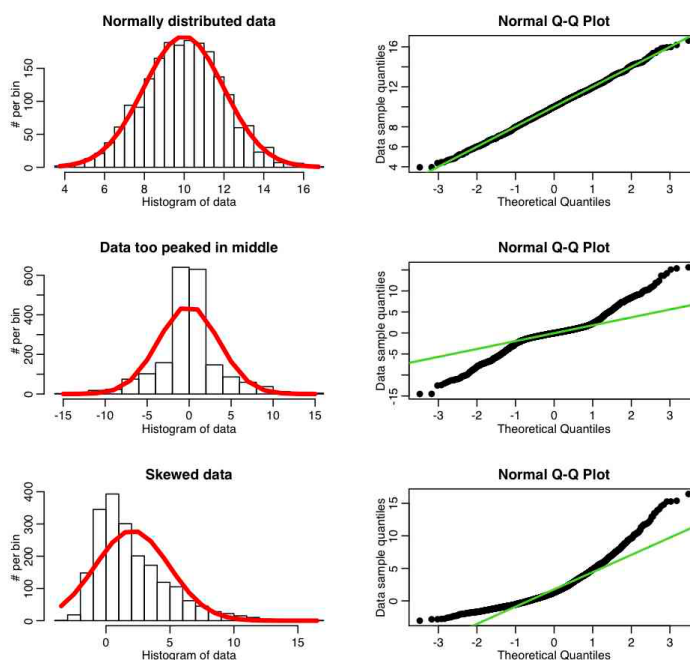 Normally distributed data
# per bin
0 50 100 150
4 6 8 10 12 14 16
Histogram of data
Normal Q-Q Plot
Data sample quantiles
4 6 8 12 16
-3 -2 -1 0 1 2 3
Theoretical Quantiles
Data too peaked in middle
# per bin
0 200 400 600
-15 -10 -5 0 5 10 15
Histogram of data
Normal Q-Q Plot
Data sample quantiles
-15 -5 0 5 10
-3 -2 -1 0 1 2 3
Theoretical Quantiles
Skewed data
# per bin
0 100 200 300 400
0 5 10 15
Histogram of data
Normal Q-Q Plot
Data sample quantiles
0 5 10 15
-3 -2 -1 0 1 2 3
Theoretical Quantiles